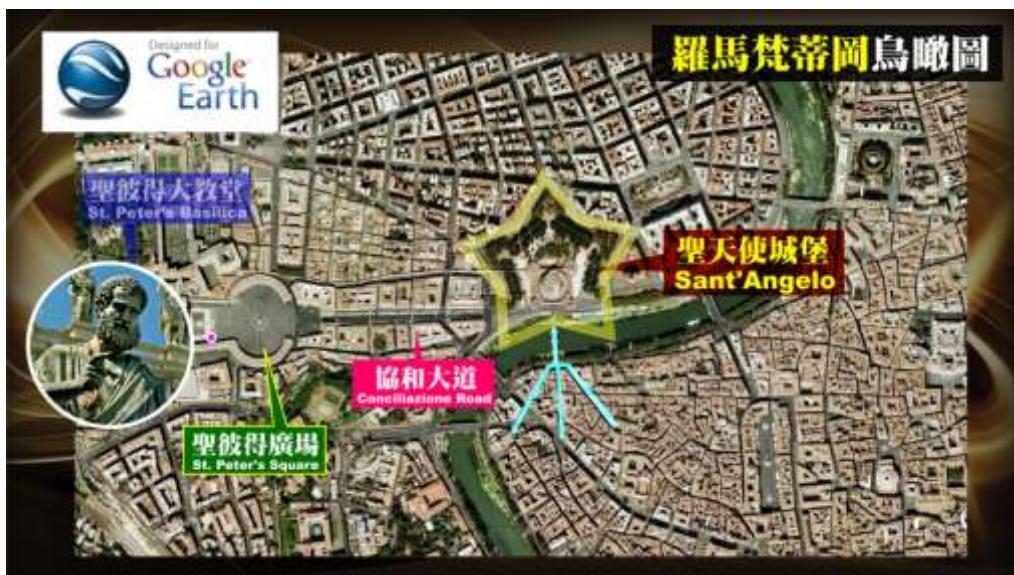 Designed for
Google
Earth
羅馬梵蒂岡鳥瞰圖
聖彼得大教堂
St. Peter's Basilica
聖天使城堡
Sant'Angelo
協和大道
Conciliazione Road
聖彼得廣場
St. Peter's Square